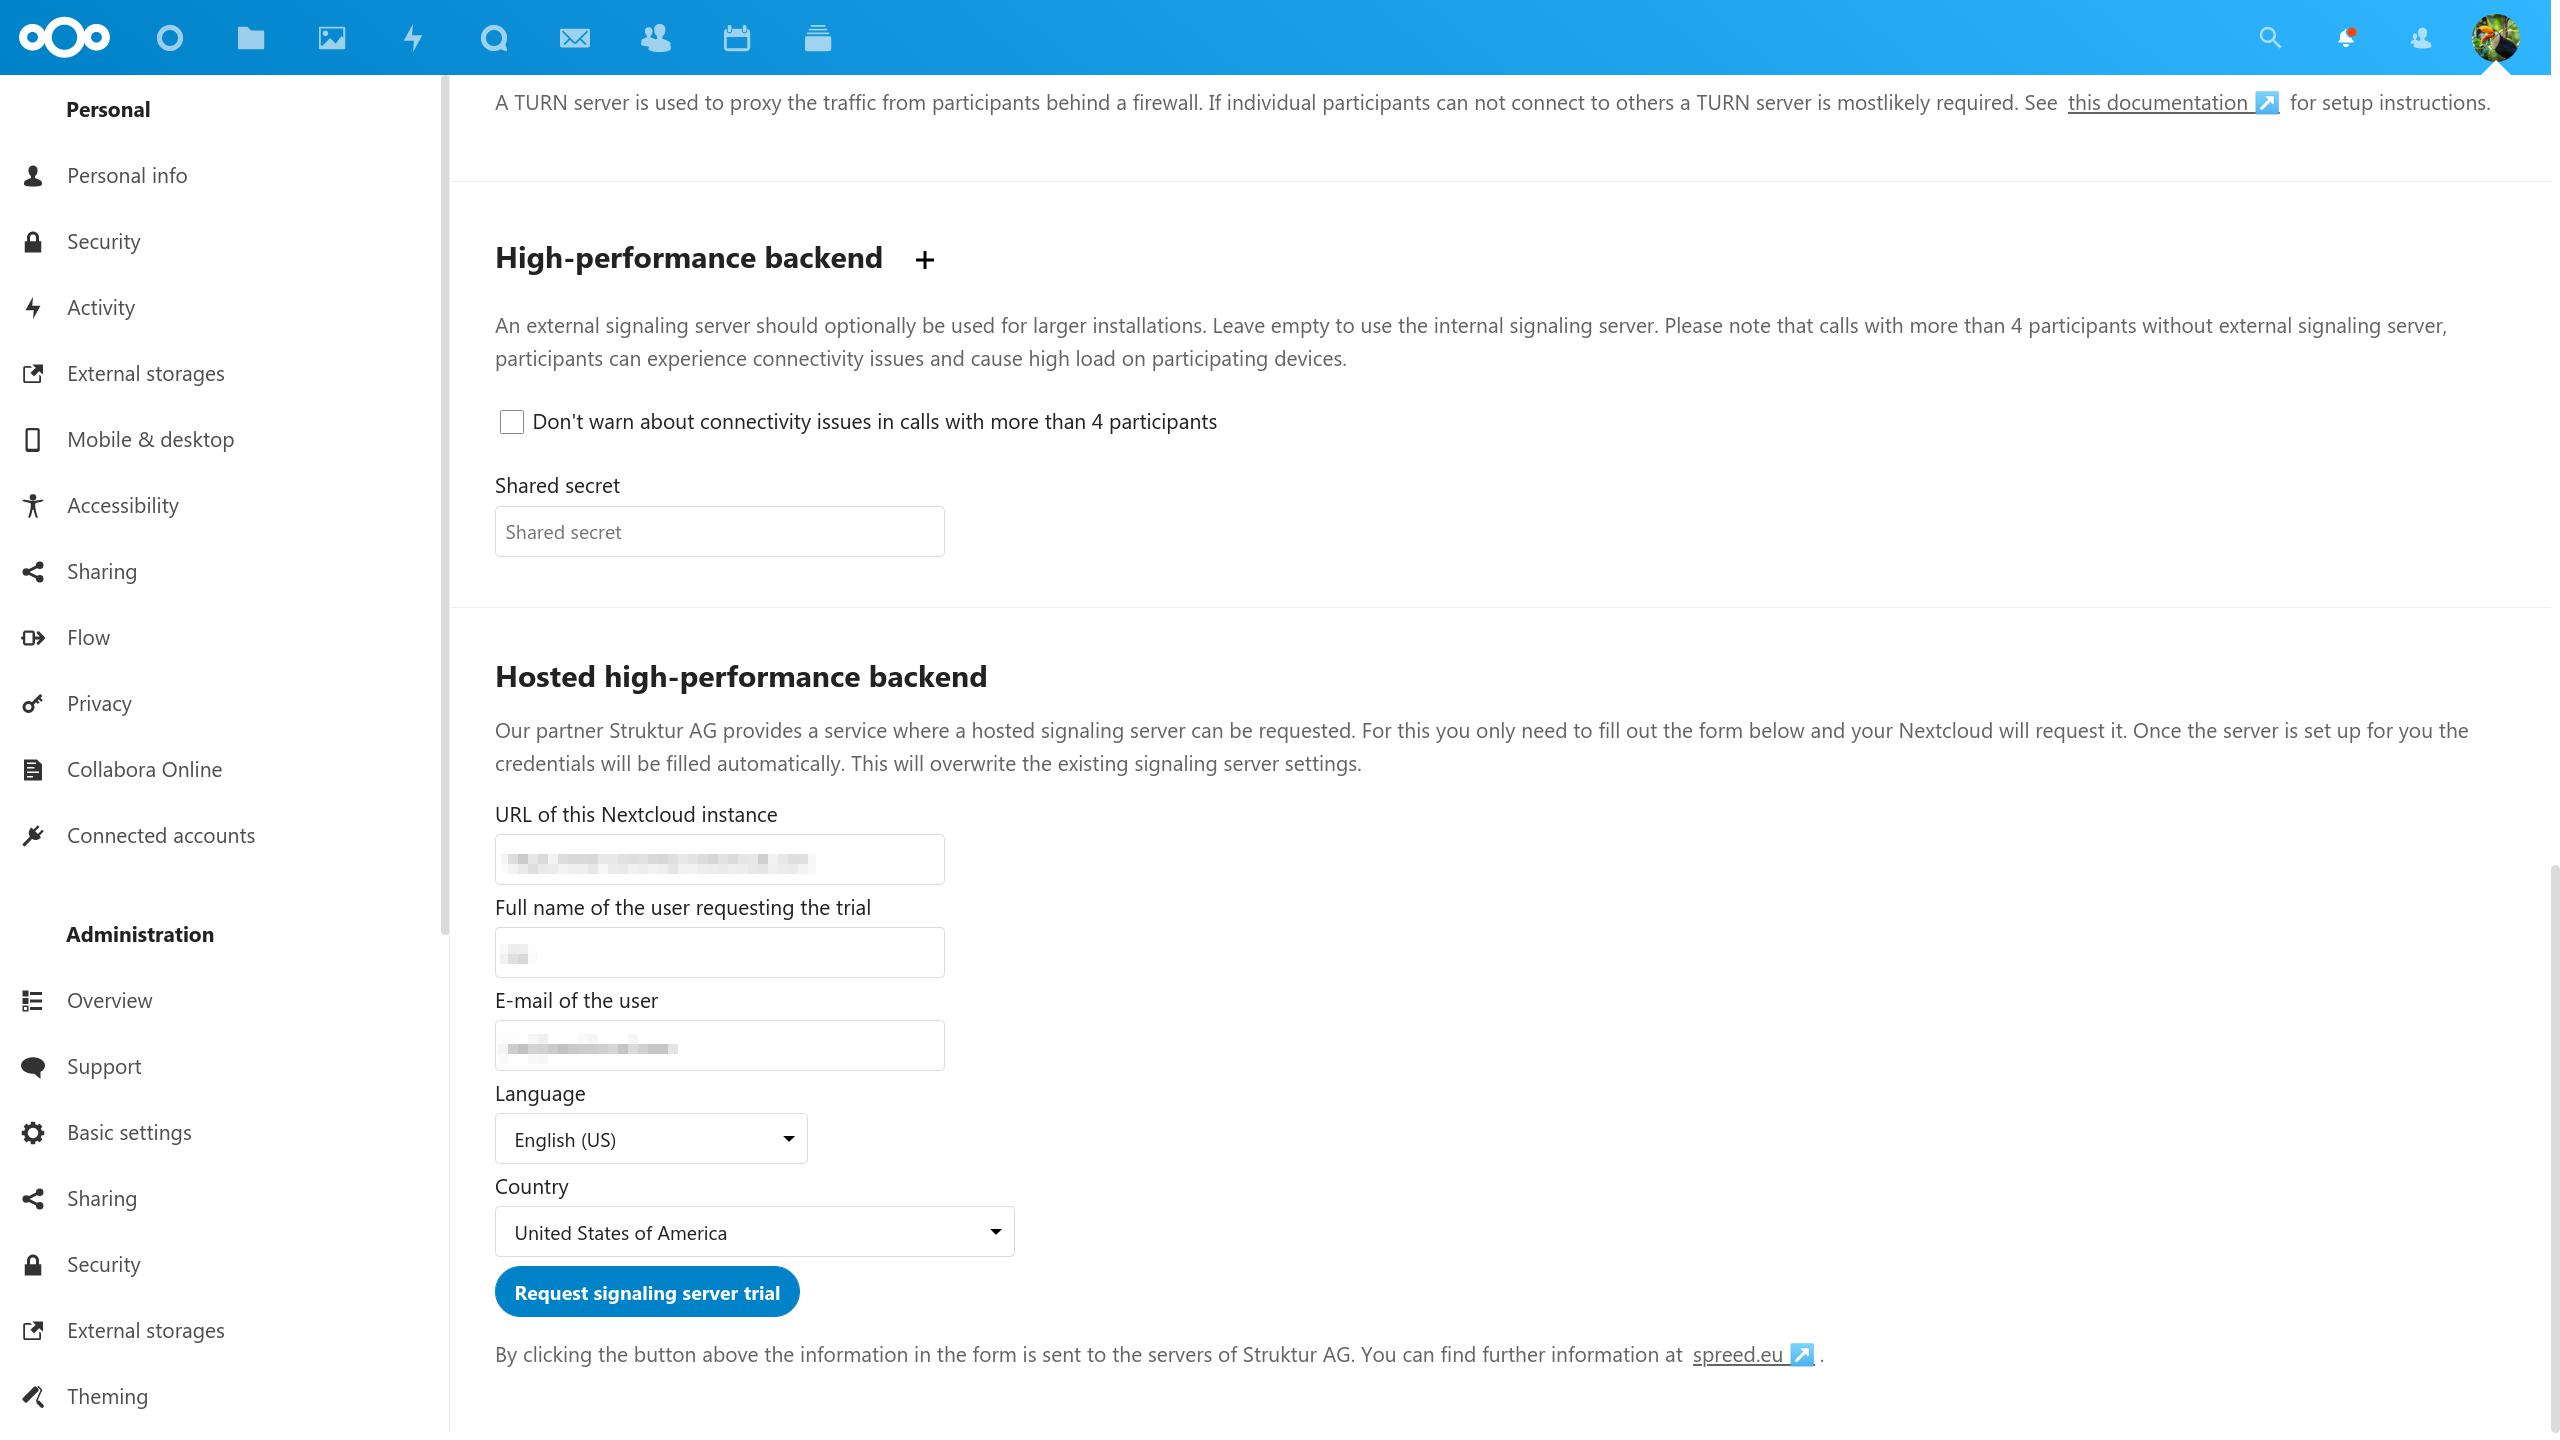 Personal
Personal info
Security
Activity
External storages
Mobile & desktop
Accessibility
Sharing
Flow
Privacy
Collabora Online
Connected accounts
Administration
Overview
Support
Basic settings
Sharing
Security
External storages
Theming
A TURN server is used to proxy the traffic from participants behind a firewall. If individual participants can not connect to others a TURN server is mostlikely required. See this documentation ↗ for setup instructions.
High-performance backend +
An external signaling server should optionally be used for larger installations. Leave empty to use the internal signaling server. Please note that calls with more than 4 participants without external signaling server,
participants can experience connectivity issues and cause high load on participating devices.
Don't warn about connectivity issues in calls with more than 4 participants
Shared secret
Shared secret
Hosted high-performance backend
Our partner Struktur AG provides a service where a hosted signaling server can be requested. For this you only need to fill out the form below and your Nextcloud will request it. Once the server is set up for you the
credentials will be filled automatically. This will overwrite the existing signaling server settings.
URL of this Nextcloud instance
Full name of the user requesting the trial
E-mail of the user
Language
English (US)
Country
United States of America
Request signaling server trial
By clicking the button above the information in the form is sent to the servers of Struktur AG. You can find further information at spreed.eu ↗ .